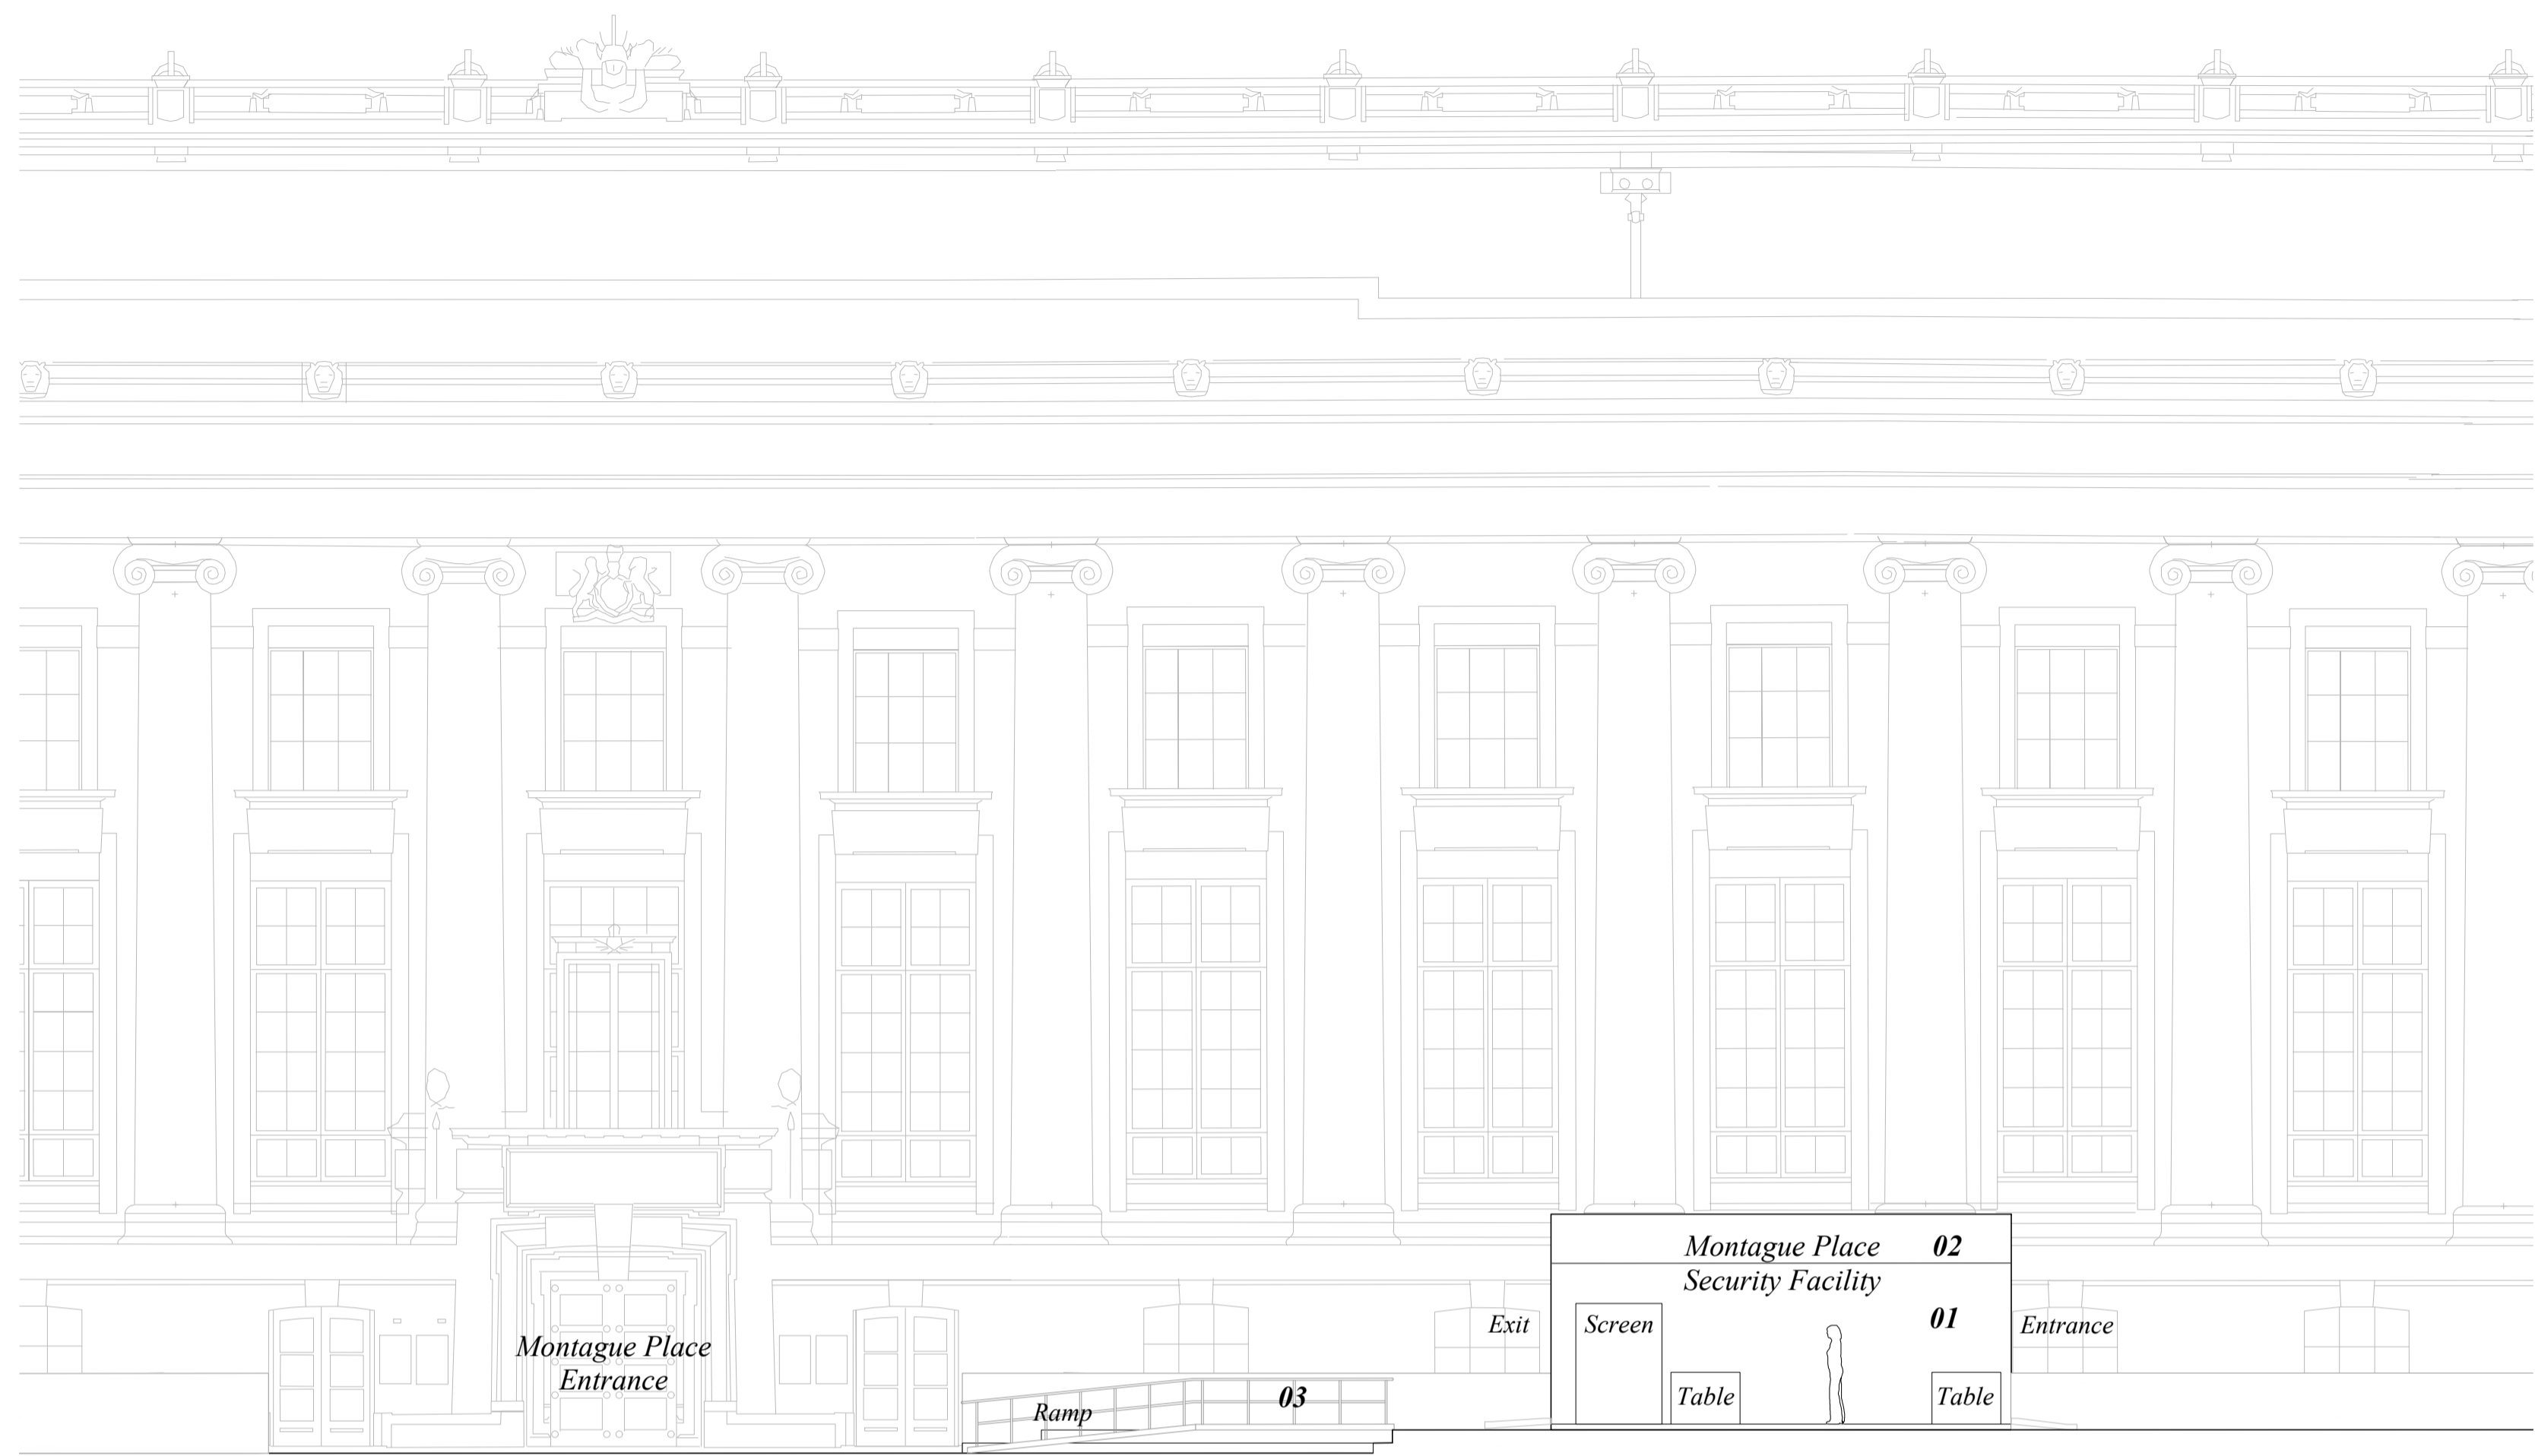 Montague Place 02
Security Facility
01
Exit
Screen
Entrance
Montague Place
Entrance
Table
Table
03
Ramp